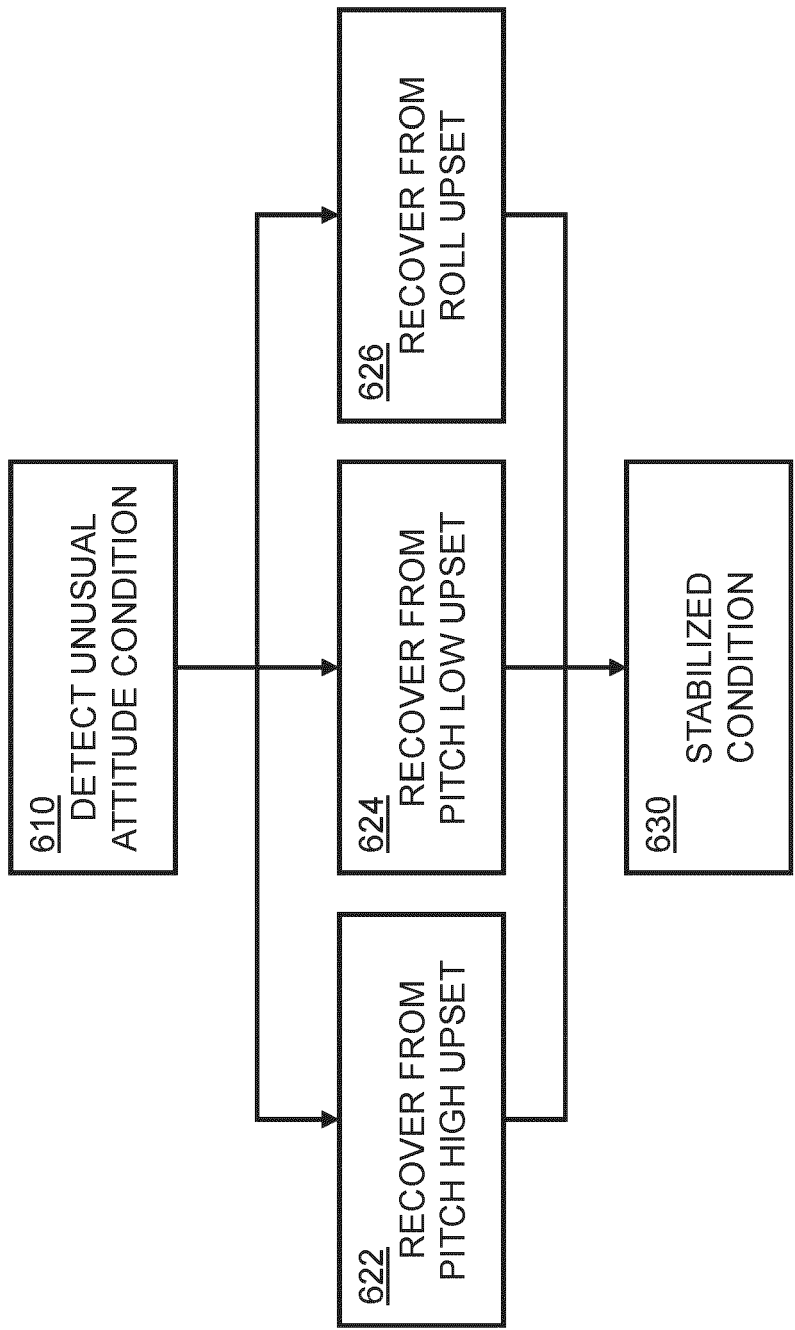 610
DETECT UNUSUAL
ATTITUDE CONDITION
622
RECOVER FROM
PITCH HIGH UPSET
624
RECOVER FROM
PITCH LOW UPSET
626
RECOVER FROM
ROLL UPSET
630
STABILIZED
CONDITION